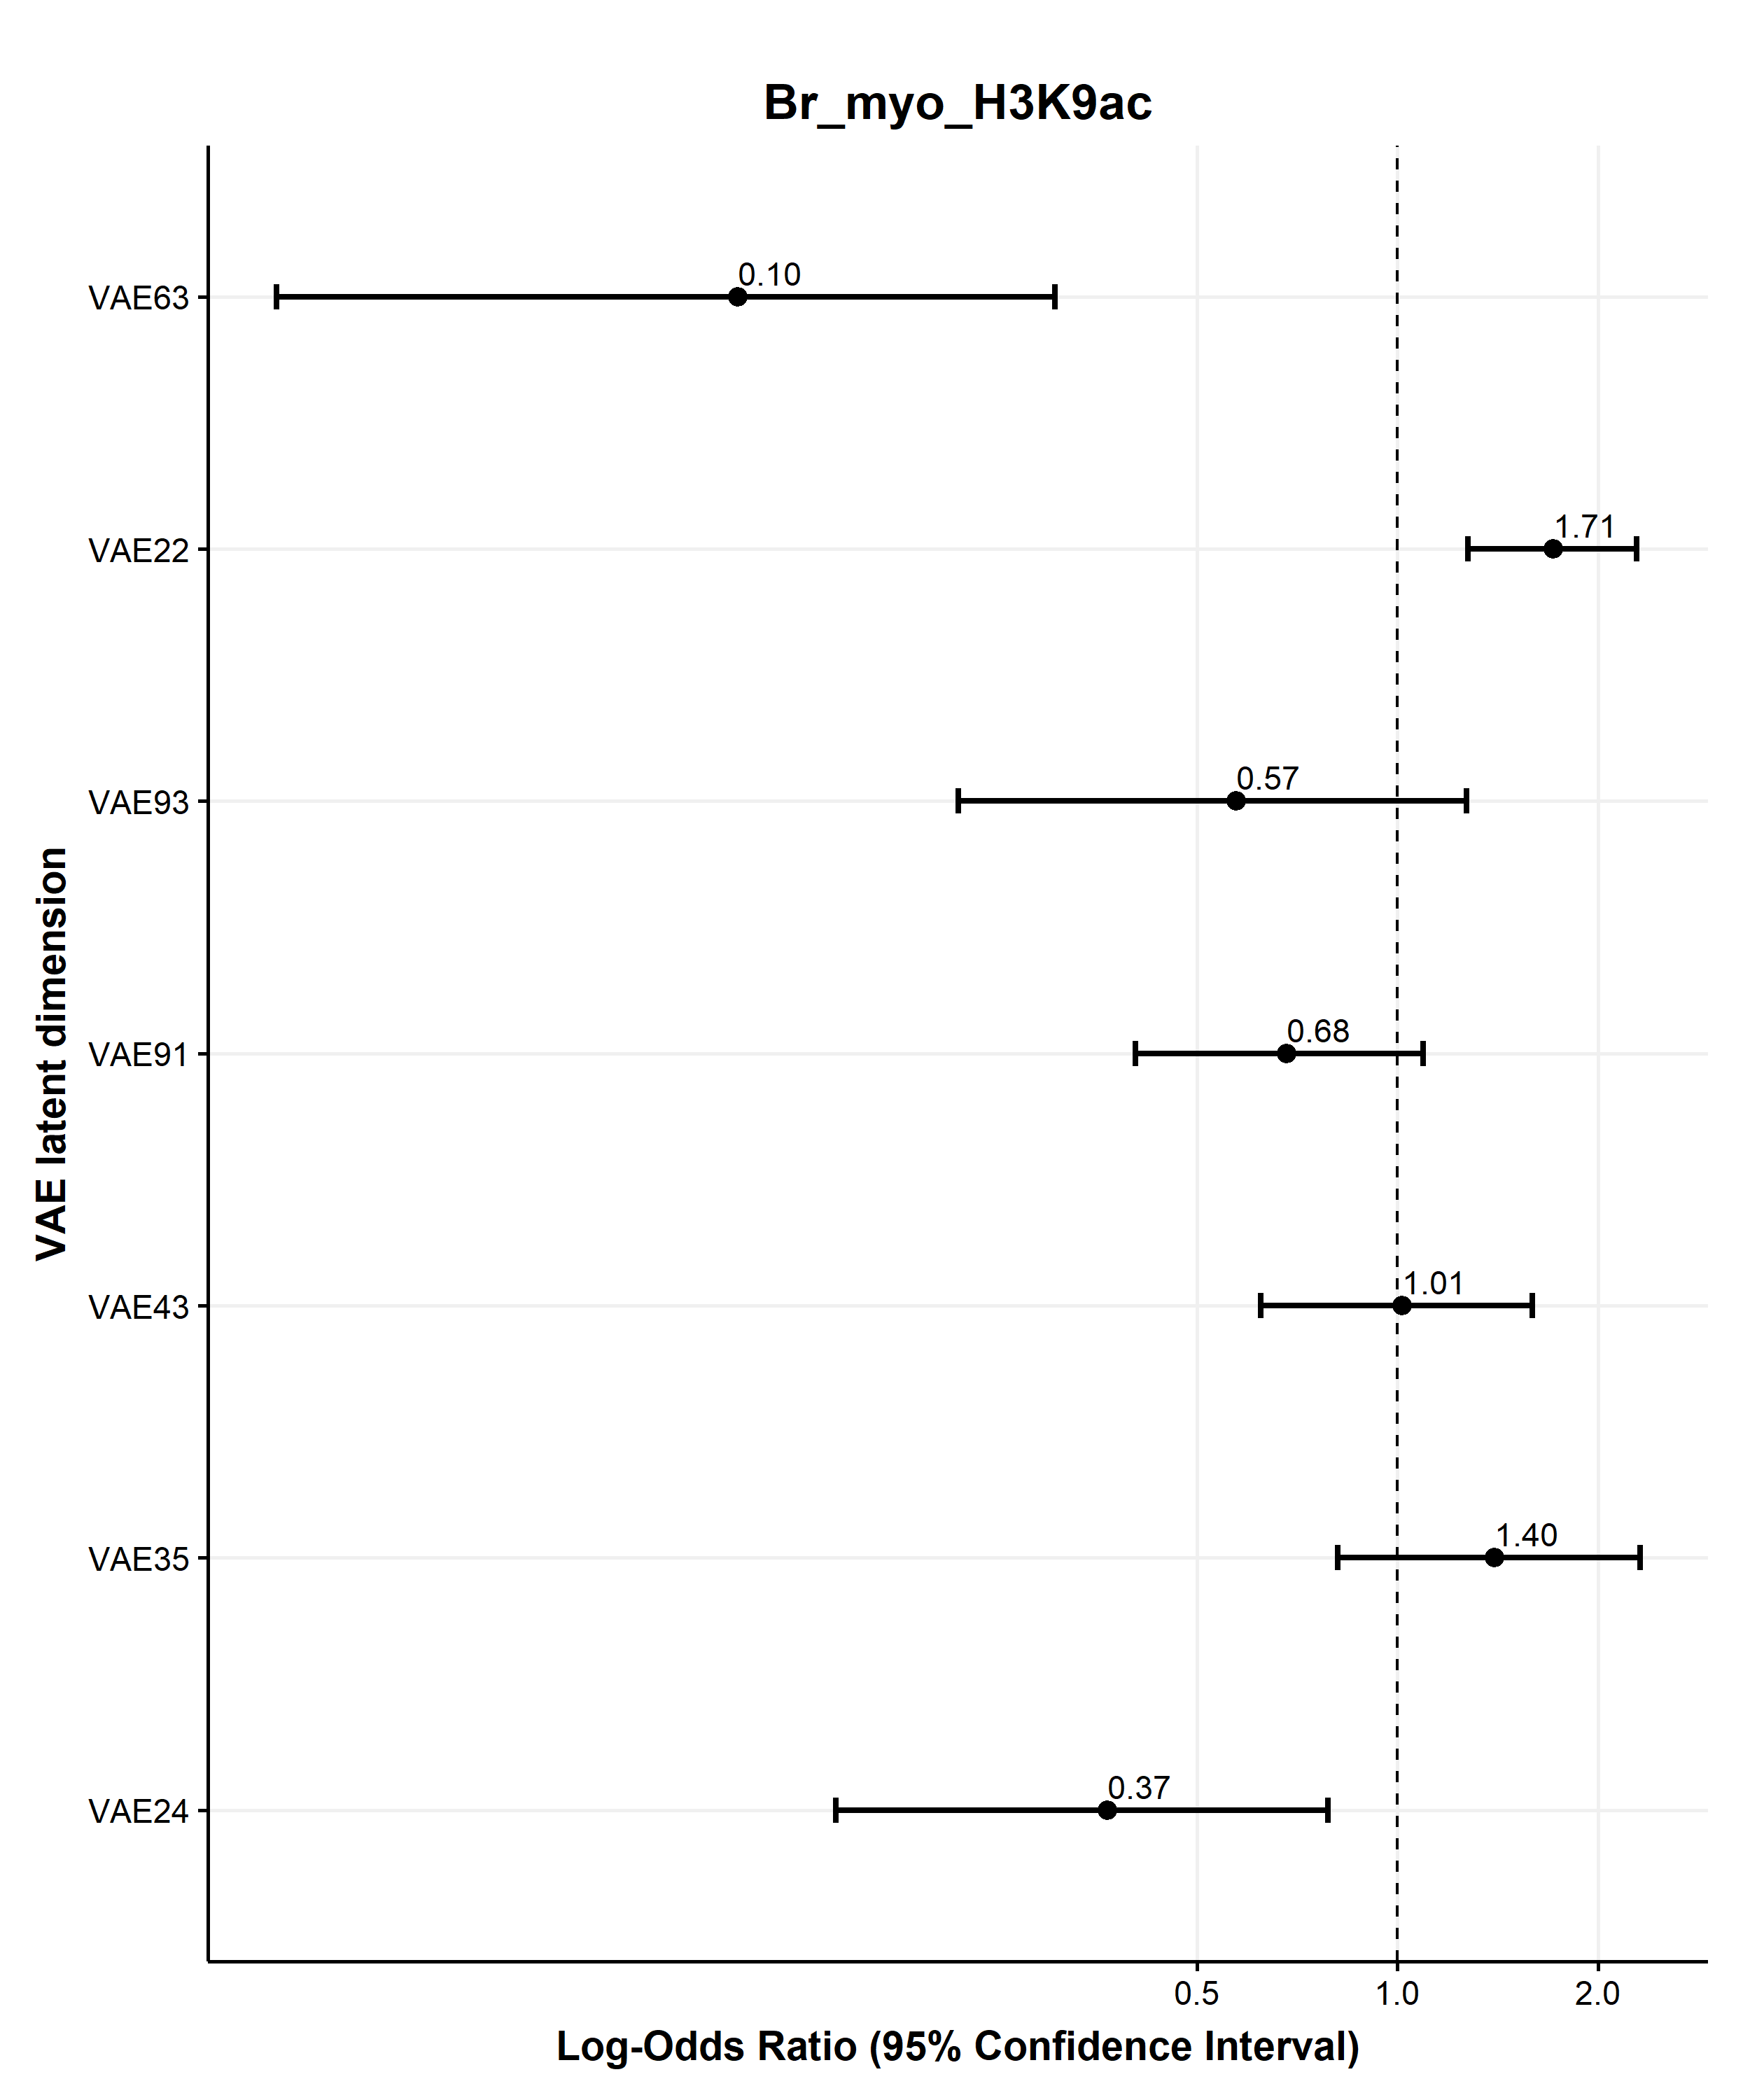 Br_myo_H3K9ac
VAE latent dimension
VAE63
0.10
VAE22
1.71
VAE93
0.57
VAE91
0.68
VAE43
1.01
VAE35
1.40
VAE24
0.37
0.5 1.0 2.0
Log-Odds Ratio (95% Confidence Interval)